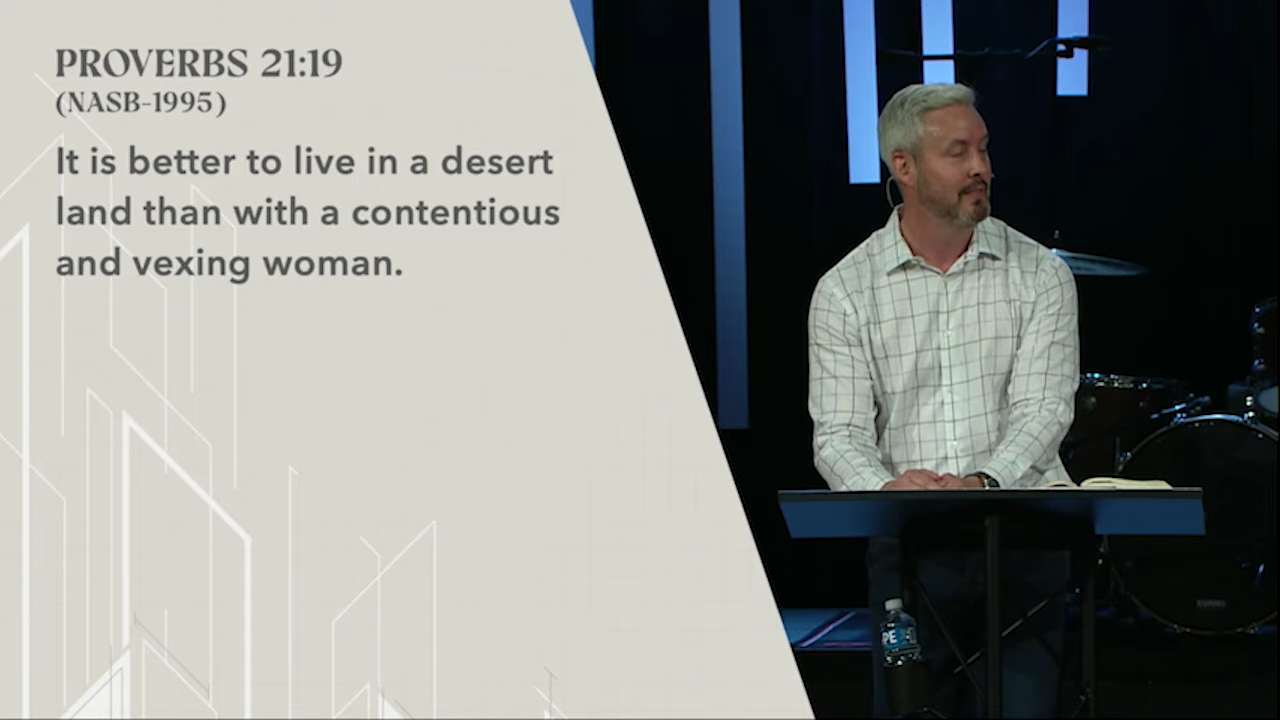 PROVERBS 21:19
(NASB-1995)
It is better to live in a desert
land than with a contentious
and vexing woman.